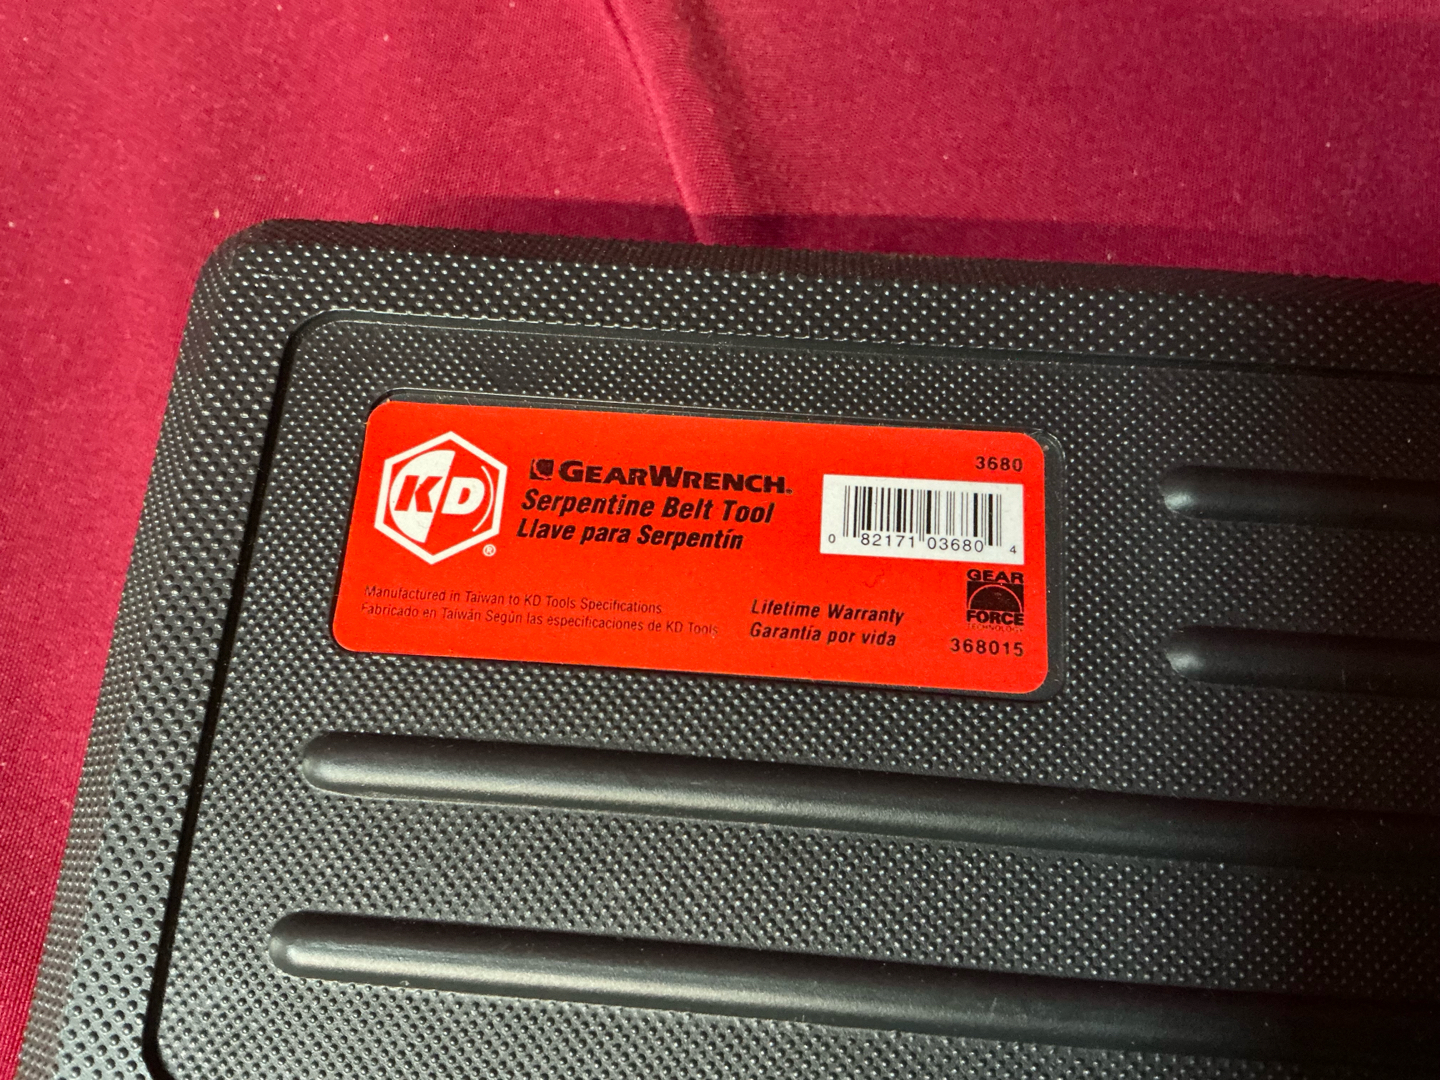 KD
®
GEARWRENCH.
Serpentine Belt Tool
Llave para Serpentín
Manufactured in Taiwan to KD Tools Specifications
Fabricado en Taiwán Según las especificaciones de KD Tools
3680
0 82171 03680 4
Lifetime Warranty
Garantia por vida
GEAR
FORCE
TECHNOLOGY
368015